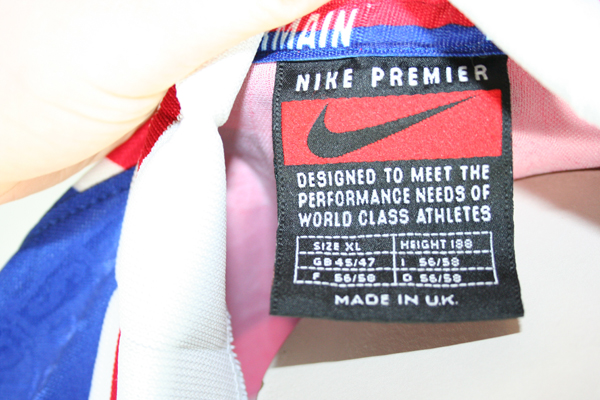 MAIN
NIKE PREMIER
DESIGNED TO MEET THE
PERFORMANCE NEEDS OF
WORLD CLASS ATHLETES
SIZE XL HEIGHT 188
GB 45/47 I 56/58
F 56/58 D 56/58
MADE IN U.K.